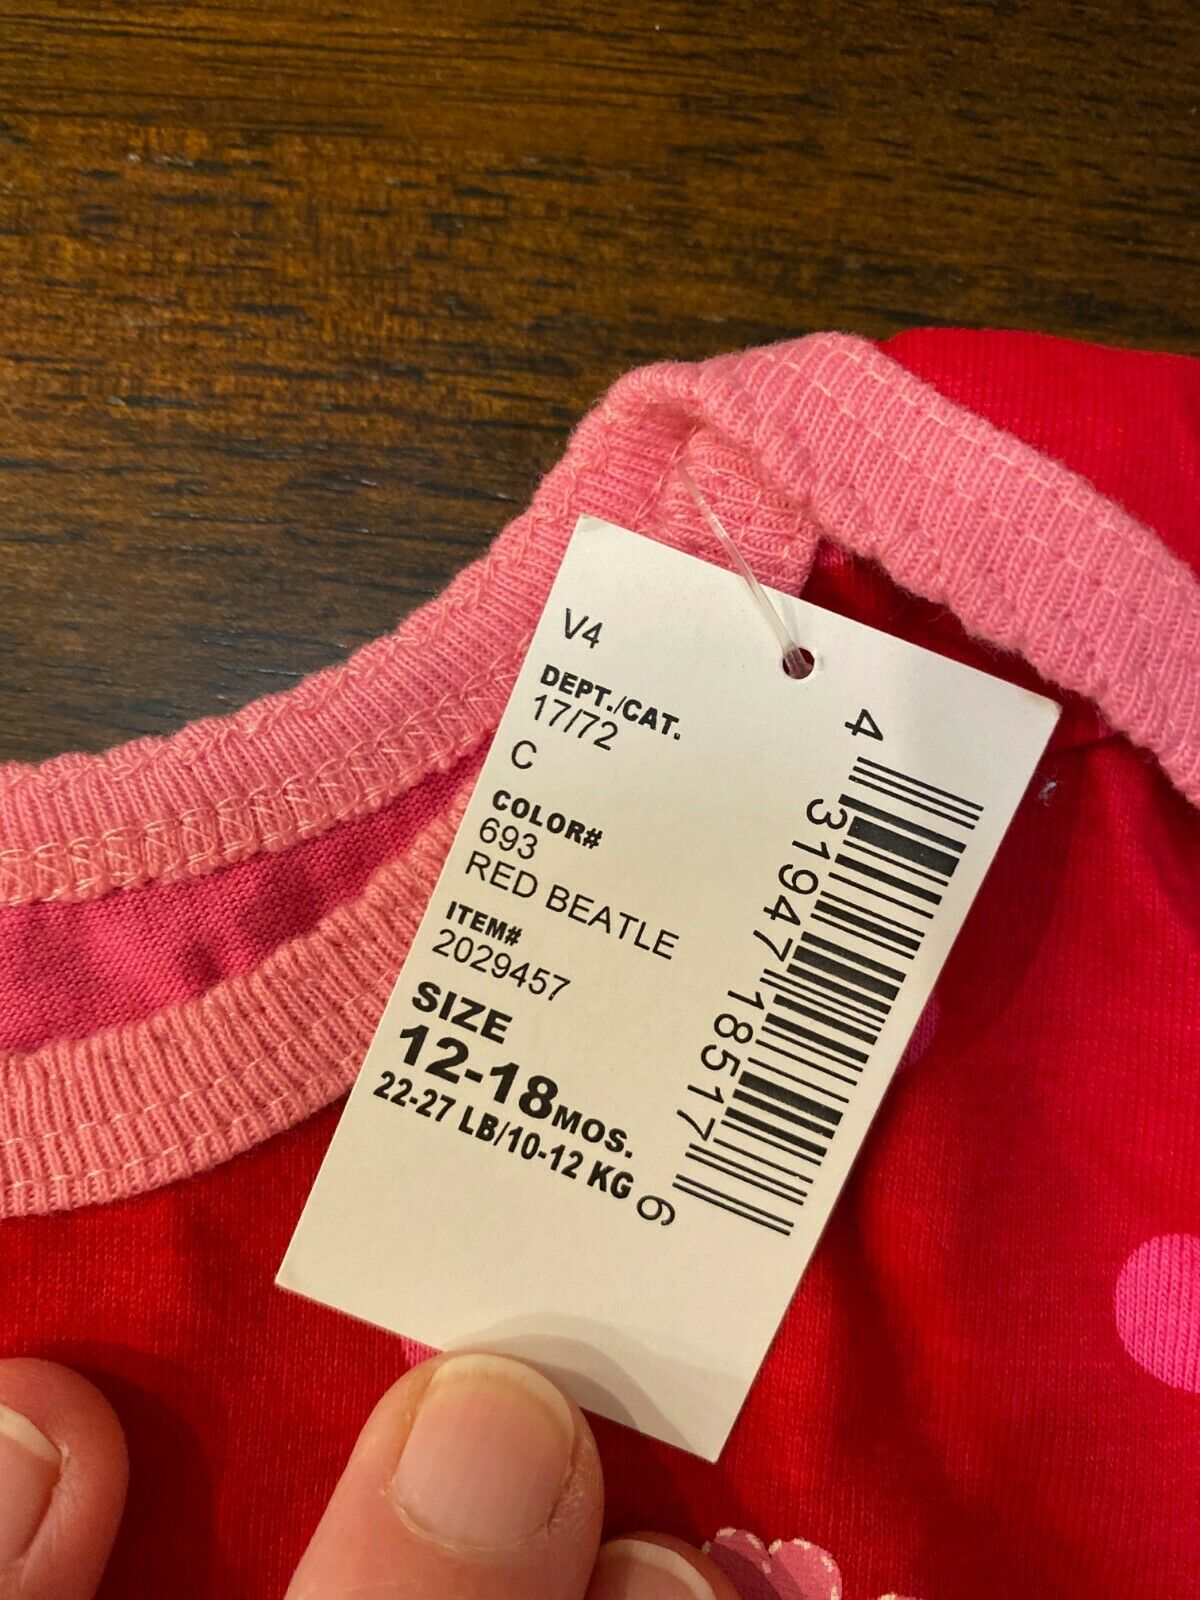 V4
DEPT./CAT.
17/72
C
COLOR#
693
RED BEATLE
ITEM#
2029457
SIZE
12-18MOS.
22-27 LB/10-12 KG
4 31947 18517 6